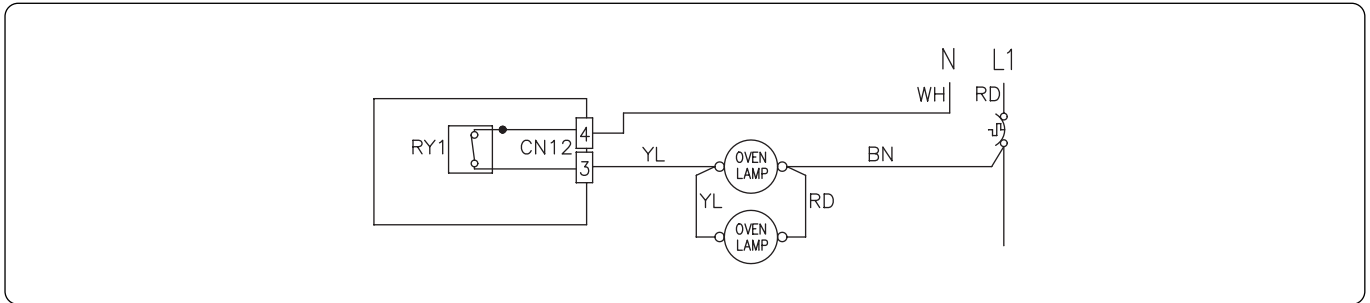 N L1
WH RD
4
RY1 CN12
3
YL
OVEN
LAMP
BN
YL
RD
OVEN
LAMP